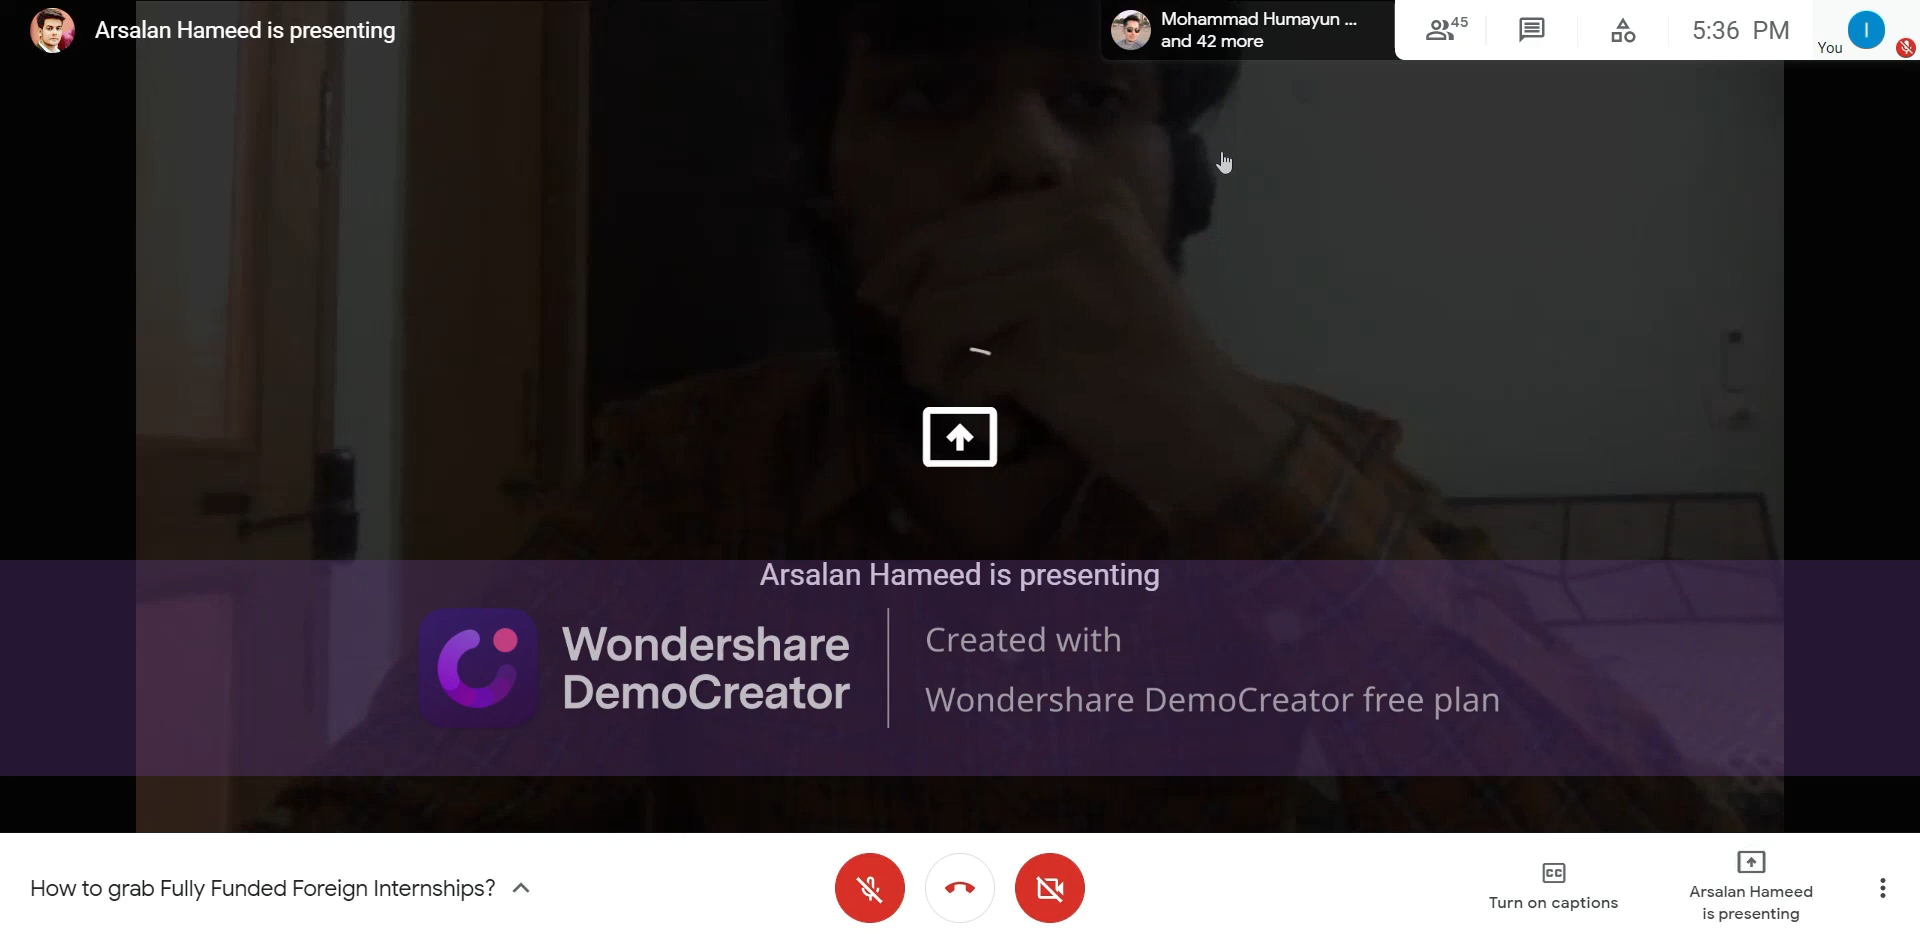 Arsalan Hameed is presenting
Mohammad Humayun ...
and 42 more
45
5:36 PM
You
I
Arsalan Hameed is presenting
Wondershare
DemoCreator
Created with
Wondershare DemoCreator free plan
How to grab Fully Funded Foreign Internships?
CC
Turn on captions
Arsalan Hameed
is presenting